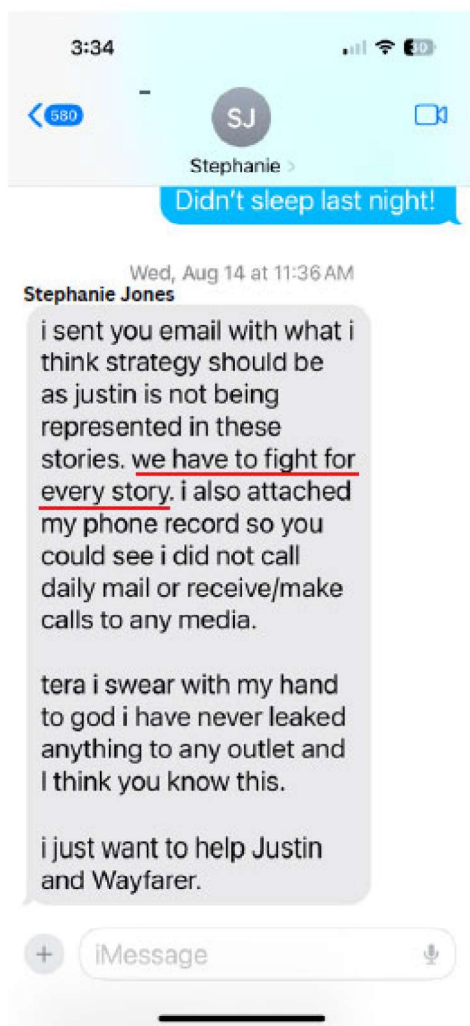 3:34
30
580
SJ
Stephanie
Didn't sleep last night!
Wed, Aug 14 at 11:36 AM
Stephanie Jones
i sent you email with what i
think strategy should be
as justin is not being
represented in these
stories. we have to fight for
every story. i also attached
my phone record so you
could see i did not call
daily mail or receive/make
calls to any media.
tera i swear with my hand
to god i have never leaked
anything to any outlet and
I think you know this.
i just want to help Justin
and Wayfarer.
iMessage